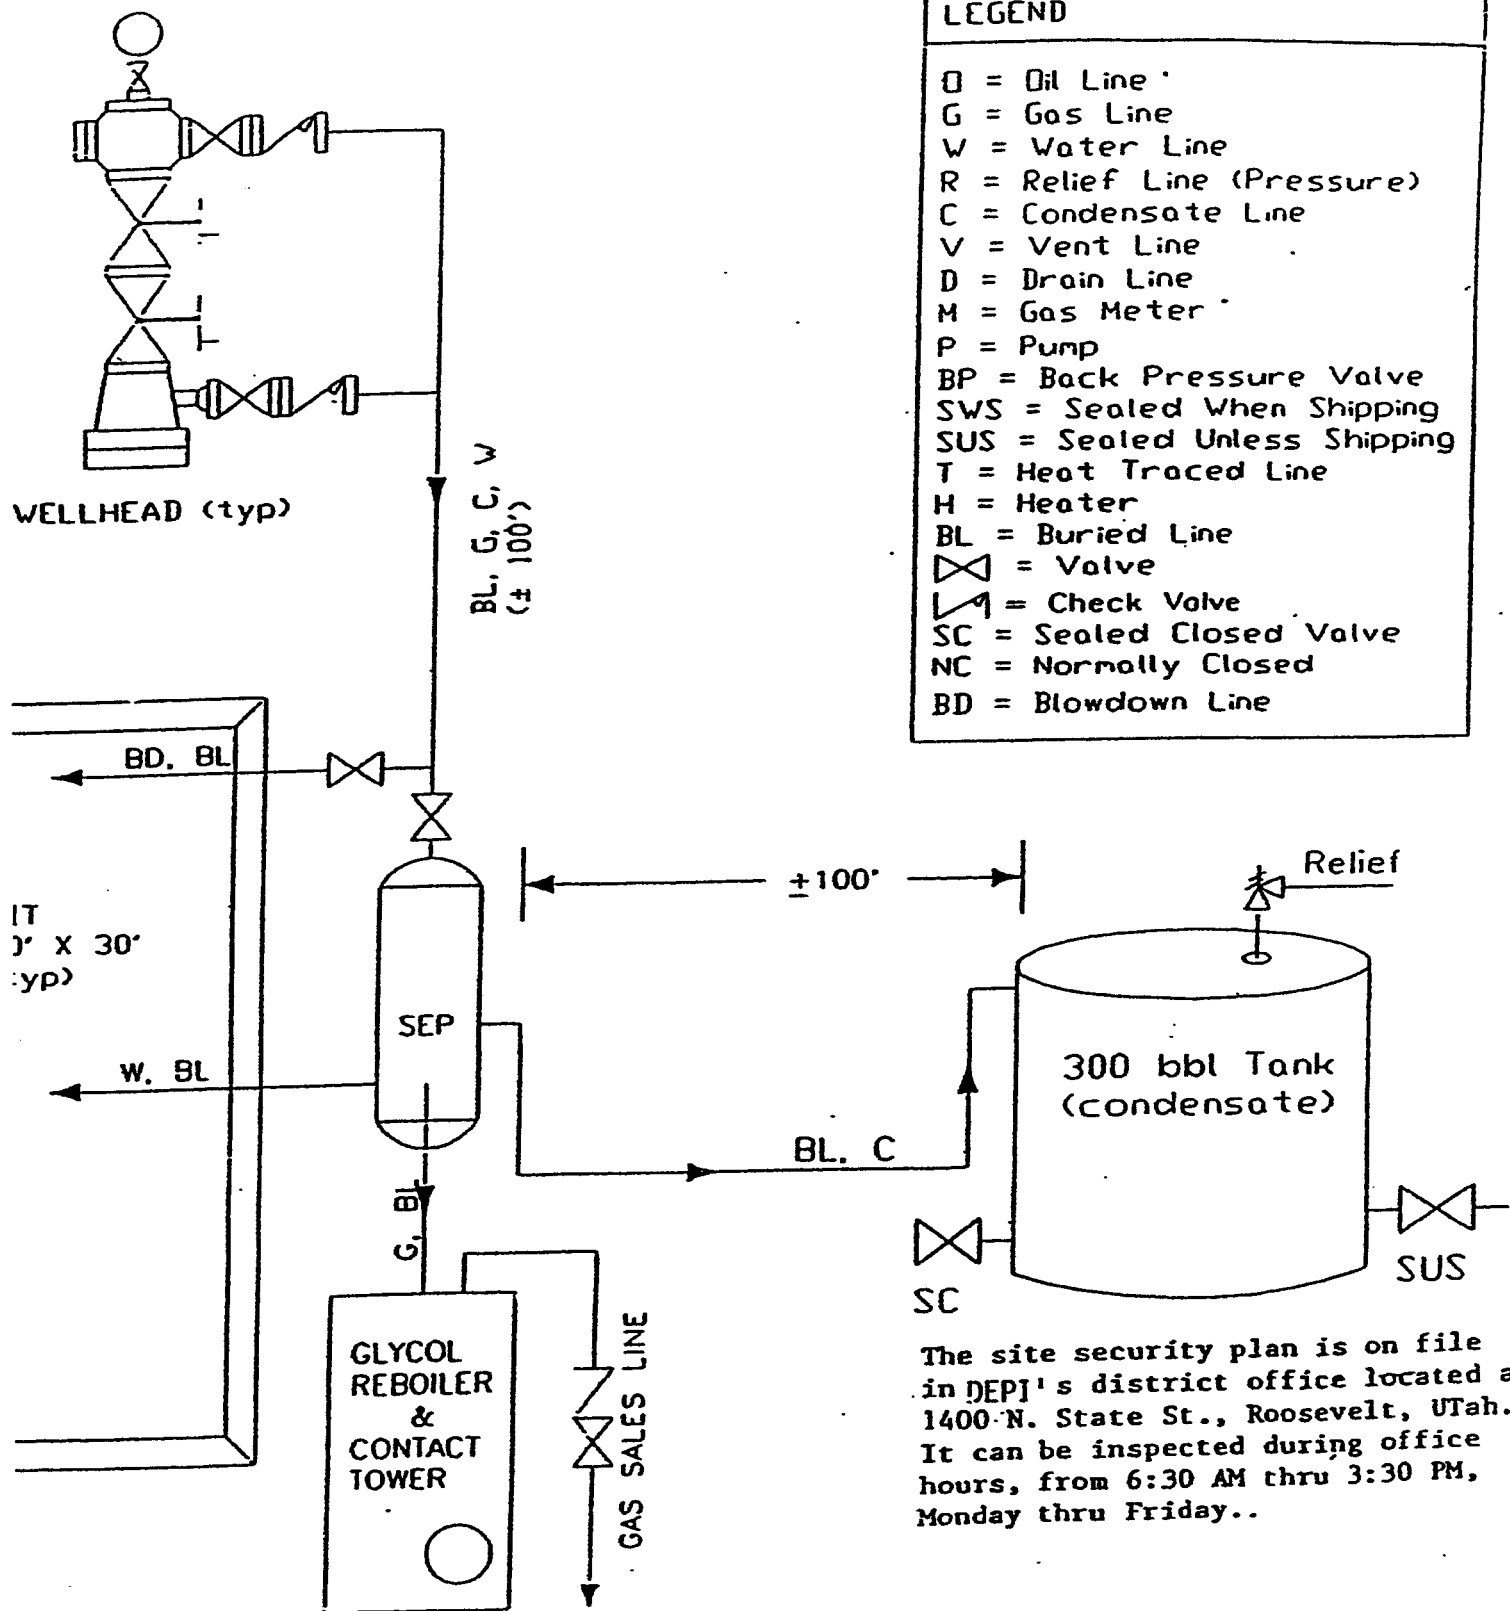 LEGEND
O = Oil Line
G = Gas Line
W = Water Line
R = Relief Line (Pressure)
C = Condensate Line
V = Vent Line
D = Drain Line
M = Gas Meter
P = Pump
BP = Back Pressure Valve
SWS = Sealed When Shipping
SUS = Sealed Unless Shipping
T = Heat Traced Line
H = Heater
BL = Buried Line
= Valve
= Check Valve
SC = Sealed Closed Valve
NC = Normally Closed
BD = Blowdown Line
WELLHEAD (typ)
BL, G, C, W
(± 100')
BD. BL
±100'
Relief
IT
0' X 30'
typ)
SEP
W. BL
300 bbl Tank
(condensate)
BL. C
G, BL
SC
SUS
GLYCOL
REBOILER
&
CONTACT
TOWER
GAS SALES LINE
The site security plan is on file
in DEPI's district office located a
1400 N. State St., Roosevelt, UTah.
It can be inspected during office
hours, from 6:30 AM thru 3:30 PM,
Monday thru Friday..